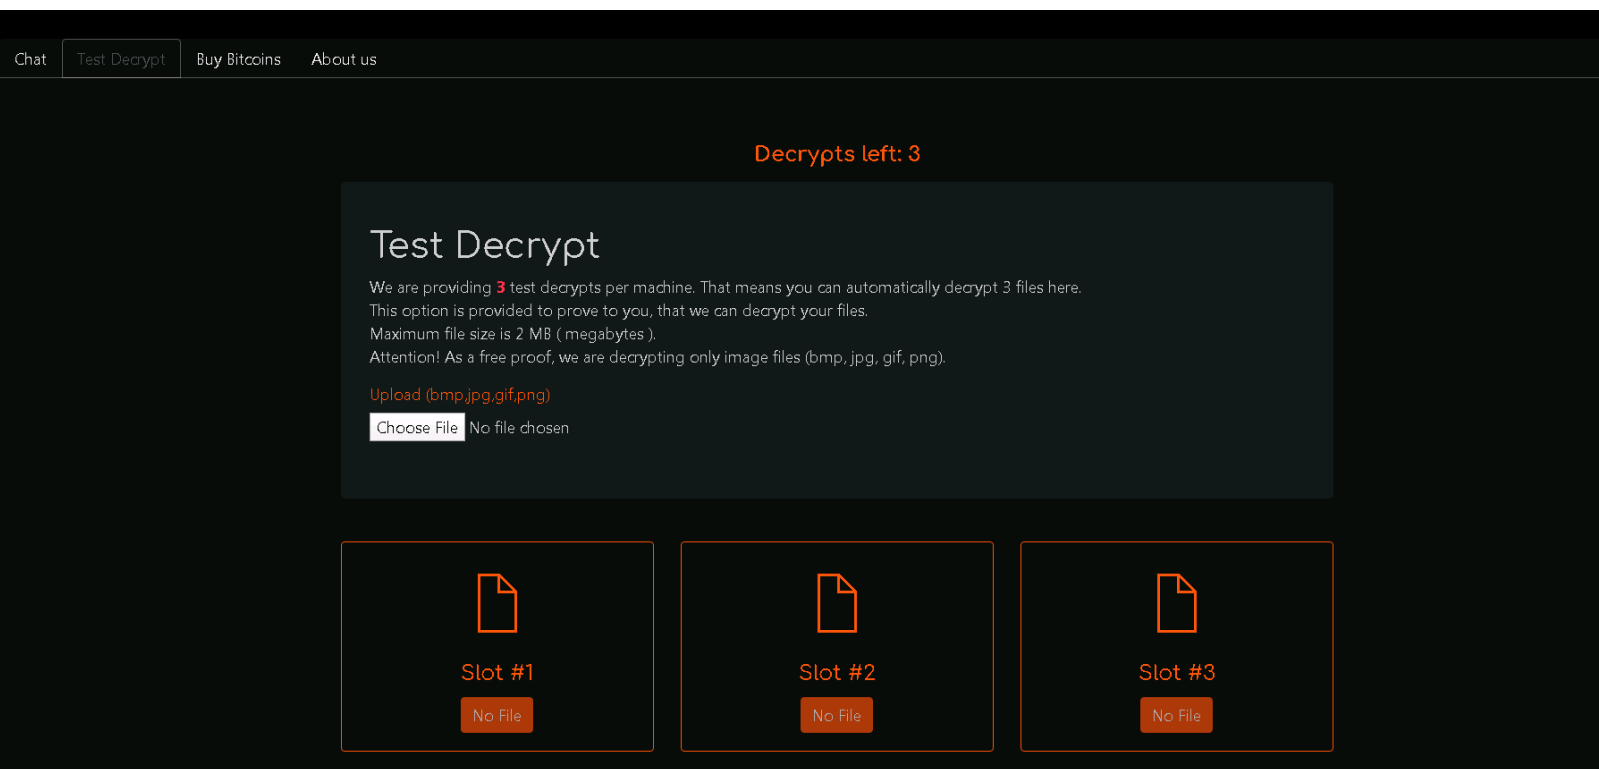 Chat Test Decrypt Buy Bitcoins About us
Decrypts left: 3
Test Decrypt
We are providing 3 test decrypts per machine. That means you can automatically decrypt 3 files here.
This option is provided to prove to you, that we can decrypt your files.
Maximum file size is 2 MB ( megabytes ).
Attention! As a free proof, we are decrypting only image files (bmp, jpg, gif, png).
Upload (bmp,jpg,gif,png)
Choose File No file chosen
Slot #1 Slot #2 Slot #3
No File No File No File